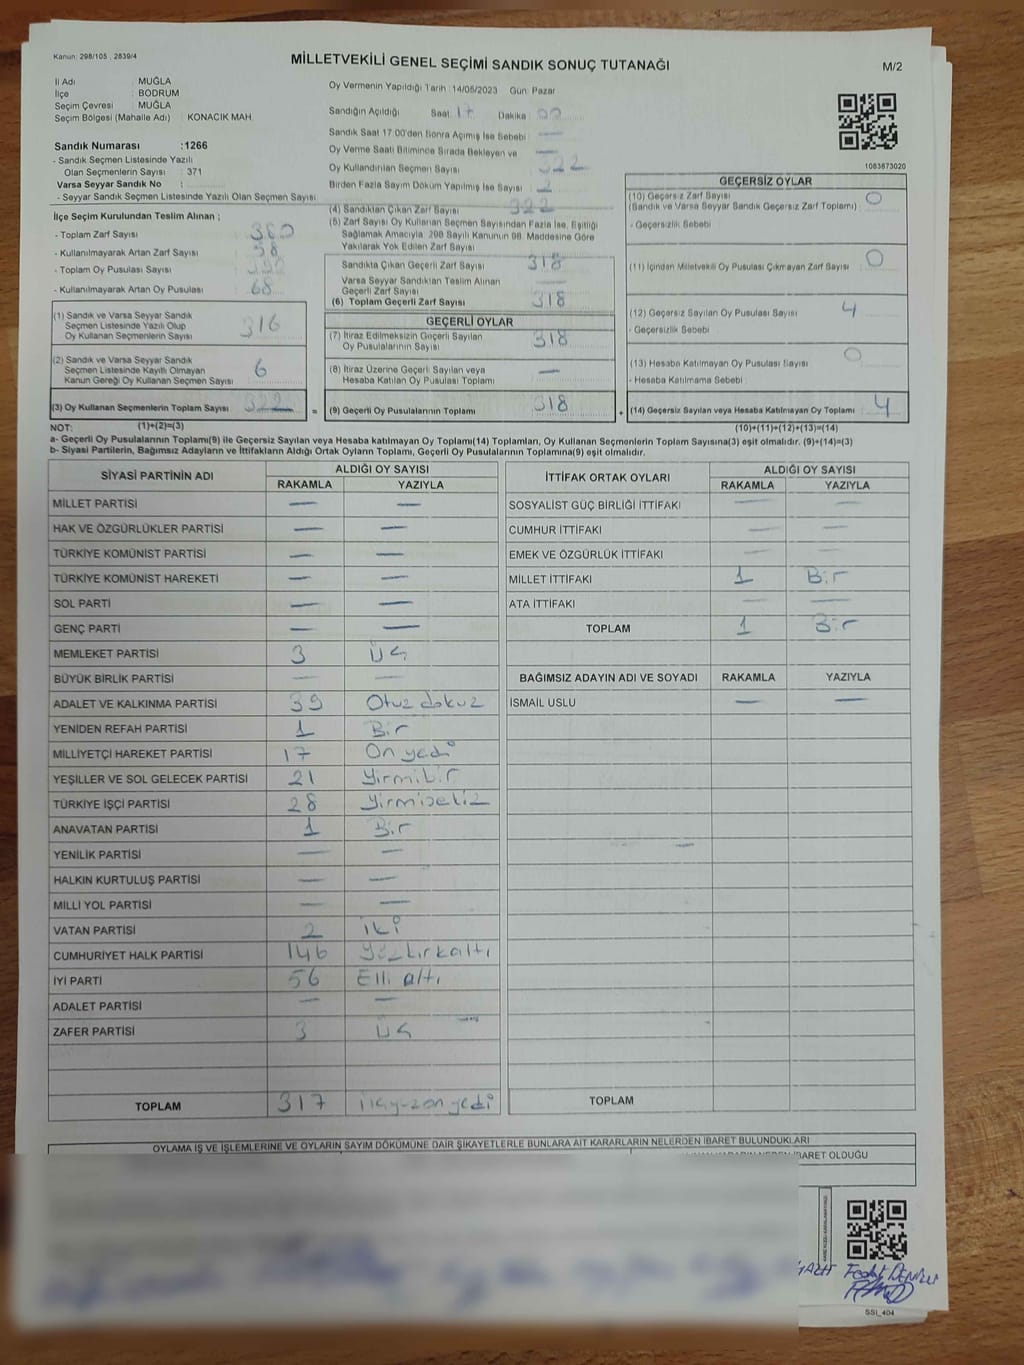 Kanun: 298/105 , 2839/4
MİLLETVEKİLİ GENEL SEÇİMİ SANDIK SONUÇ TUTANAĞI
M/2
İl Adı : MUĞLA
İlçe : BODRUM
Seçim Çevresi : MUĞLA
Seçim Bölgesi (Mahalle Adı) : KONACIK MAH.
Sandık Numarası :1266
- Sandık Seçmen Listesinde Yazılı
Olan Seçmenlerin Sayısı : 371
Varsa Seyyar Sandık No :
- Seyyar Sandık Seçmen Listesinde Yazılı Olan Seçmen Sayısı
Oy Vermenin Yapıldığı Tarih :14/05/2023 Gün: Pazar
Sandığın Açıldığı Saat: 17 Dakika : 00
Sandık Saat 17.00'den Sonra Açmış İse Sebebi : —
Oy Verme Saati Bitiminde Sırada Bekleyen ve —
Oy Kullandırılan Seçmen Sayısı : 322
Birden Fazla Sayım Döküm Yapılmış İse Sayısı : 2
1083673020
İlçe Seçim Kurulundan Teslim Alınan ;
- Toplam Zarf Sayısı : 380
- Kullanılmayarak Artan Zarf Sayısı : 58
- Toplam Oy Pusulası Sayısı :
- Kullanılmayarak Artan Oy Pusulası : 68
(1) Sandık ve Varsa Seyyar Sandık
Seçmen Listesinde Yazılı Olup
Oy Kullanan Seçmenlerin Sayısı : 316
(2) Sandık ve Varsa Seyyar Sandık
Seçmen Listesinde Kayıtlı Olmayan
Kanun Gereği Oy Kullanan Seçmen Sayısı : 6
(3) Oy Kullanan Seçmenlerin Toplam Sayısı : 322
(1)+(2)=(3)
(4) Sandıktan Çıkan Zarf Sayısı : 322
(5) Zarf Sayısı Oy Kullanan Seçmen Sayısından Fazla İse, Eşitliği
Sağlamak Amacıyla, 298 Sayılı Kanunun 98. Maddesine Göre
Yakılarak Yok Edilen Zarf Sayısı :
Sandıkta Çıkan Geçerli Zarf Sayısı : 318
Varsa Seyyar Sandıktan Teslim Alınan
Geçerli Zarf Sayısı : —
(6) Toplam Geçerli Zarf Sayısı : 318
GEÇERLİ OYLAR
(7) İtiraz Edilmeksizin Geçerli Sayılan
Oy Pusulalarının Sayısı : 318
(8) İtiraz Üzerine Geçerli Sayılan veya
Hesaba Katılan Oy Pusulası Toplamı : —
= (9) Geçerli Oy Pusulalarının Toplamı : 318
GEÇERSİZ OYLAR
(10) Geçersiz Zarf Sayısı : 0
(Sandık ve Varsa Seyyar Sandık Geçersiz Zarf Toplamı)
- Geçersizlik Sebebi :
(11) İçinden Milletvekili Oy Pusulası Çıkmayan Zarf Sayısı : 0
(12) Geçersiz Sayılan Oy Pusulası Sayısı : 4
- Geçersizlik Sebebi :
(13) Hesaba Katılmayan Oy Pusulası Sayısı : 0
- Hesaba Katılmama Sebebi :
+ (14) Geçersiz Sayılan veya Hesaba Katılmayan Oy Toplamı : 4
(10)+(11)+(12)+(13)=(14)
NOT:
a- Geçerli Oy Pusulalarının Toplamı(9) ile Geçersiz Sayılan veya Hesaba katılmayan Oy Toplamı(14) Toplamları, Oy Kullanan Seçmenlerin Toplam Sayısına(3) eşit olmalıdır. (9)+(14)=(3)
b- Siyasi Partilerin, Bağımsız Adayların ve İttifakların Aldığı Ortak Oyların Toplamı, Geçerli Oy Pusulalarının Toplamına(9) eşit olmalıdır.
SİYASİ PARTİNİN ADI ALDIĞI OY SAYISI
RAKAMLA YAZIYLA
MİLLET PARTİSİ — —
HAK VE ÖZGÜRLÜKLER PARTİSİ — —
TÜRKİYE KOMÜNİST PARTİSİ — —
TÜRKİYE KOMÜNİST HAREKETİ — —
SOL PARTİ — —
GENÇ PARTİ — —
MEMLEKET PARTİSİ 3 Üç
BÜYÜK BİRLİK PARTİSİ — —
ADALET VE KALKINMA PARTİSİ 39 Otuz dokuz
YENİDEN REFAH PARTİSİ 1 Bir
MİLLİYETÇİ HAREKET PARTİSİ 17 On yedi
YEŞİLLER VE SOL GELECEK PARTİSİ 21 Yirmibir
TÜRKİYE İŞÇİ PARTİSİ 28 Yirmisekiz
ANAVATAN PARTİSİ 1 Bir
YENİLİK PARTİSİ — —
HALKIN KURTULUŞ PARTİSİ — —
MİLLİ YOL PARTİSİ — —
VATAN PARTİSİ 2 İki
CUMHURİYET HALK PARTİSİ 146 Yüzkırkaltı
İYİ PARTİ 56 Elli altı
ADALET PARTİSİ — —
ZAFER PARTİSİ 3 Üç
TOPLAM 317 üçyüzonyedi
İTTİFAK ORTAK OYLARI ALDIĞI OY SAYISI
RAKAMLA YAZIYLA
SOSYALİST GÜÇ BİRLİĞİ İTTİFAKI — —
CUMHUR İTTİFAKI — —
EMEK VE ÖZGÜRLÜK İTTİFAKI — —
MİLLET İTTİFAKI 1 Bir
ATA İTTİFAKI — —
TOPLAM 1 Bir
BAĞIMSIZ ADAYIN ADI VE SOYADI RAKAMLA YAZIYLA
İSMAİL USLU — —
TOPLAM
OYLAMA İŞ VE İŞLEMLERİNE VE OYLARIN SAYIM DÖKÜMÜNE DAİR ŞİKAYETLERLE BUNLARA AİT KARARLARIN NELERDEN İBARET BULUNDUKLARI
İBARET OLDUĞU
SSI_404